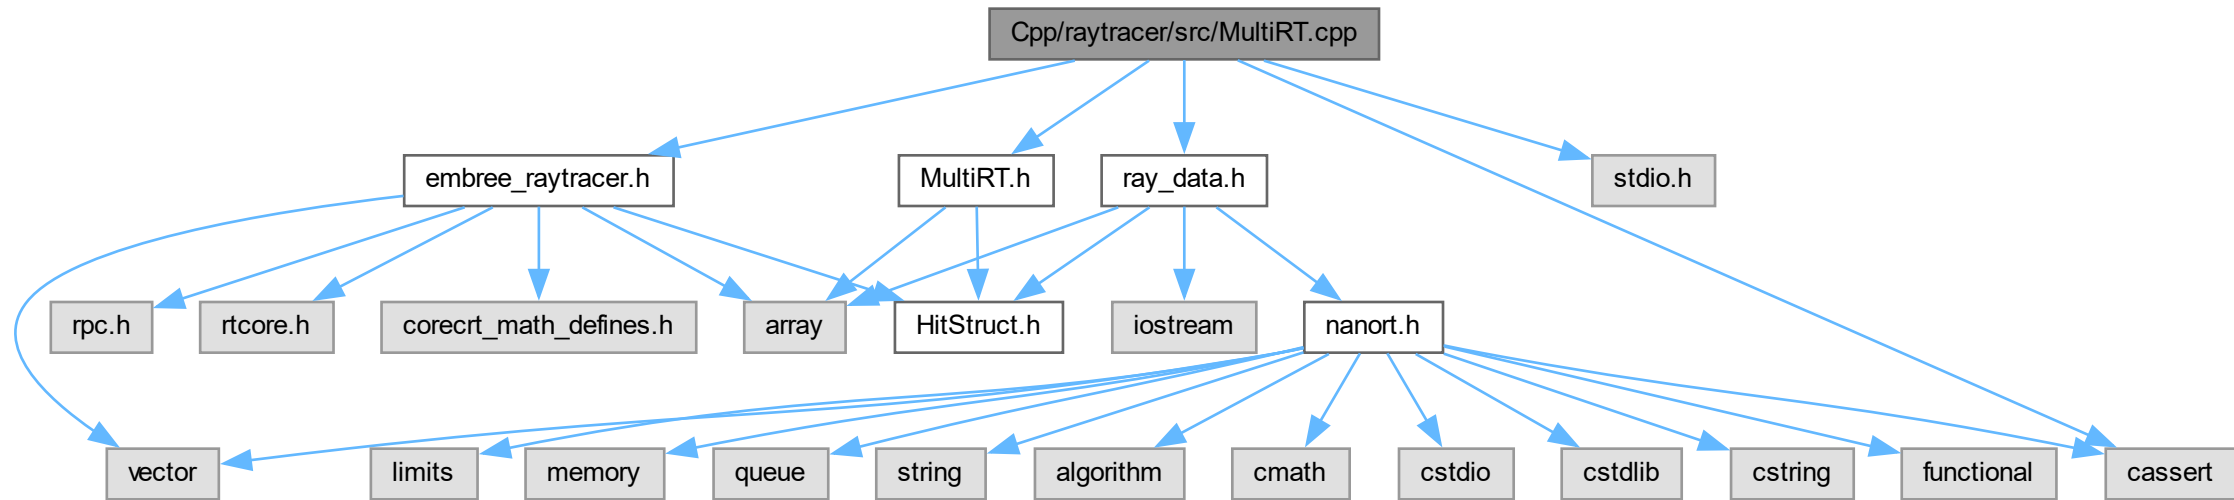 Cpp/raytracer/src/MultiRT.cpp
embree_raytracer.h
MultiRT.h
ray_data.h
stdio.h
rpc.h
rtcore.h
corecrt_math_defines.h
array
HitStruct.h
iostream
nanort.h
vector
limits
memory
queue
string
algorithm
cmath
cstdio
cstdlib
cstring
functional
cassert